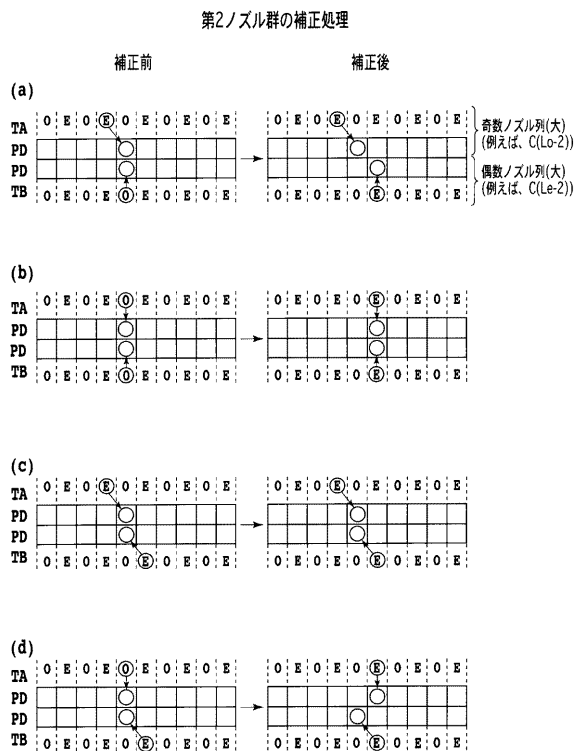 第2ノズル群の補正処理
補正前 補正後
(a)
TA O E O E O E O E O E O E O E O E O E O E
奇数ノズル列(大)
(例えば、C(Lo-2))
PD
PD
偶数ノズル列(大)
(例えば、C(Le-2))
TB O E O E O E O E O E O E O E O E O E O E
(b)
TA O E O E O E O E O E O E O E O E O E O E
PD
PD
TB O E O E O E O E O E O E O E O E O E O E
(c)
TA O E O E O E O E O E O E O E O E O E O E
PD
PD
TB O E O E O E O E O E O E O E O E O E O E
(d)
TA O E O E O E O E O E O E O E O E O E O E
PD
PD
TB O E O E O E O E O E O E O E O E O E O E